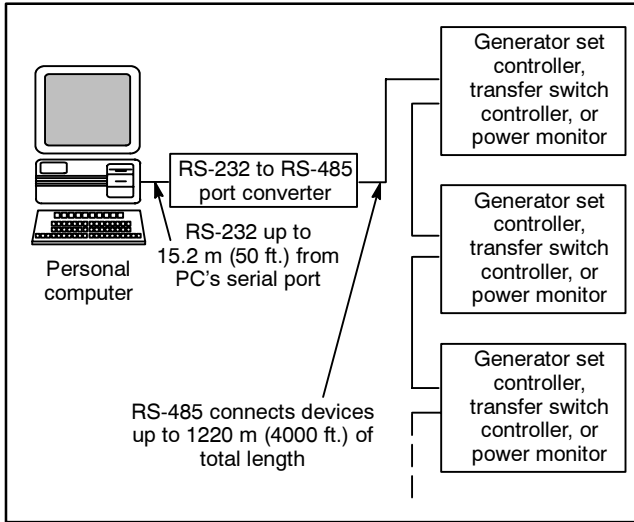 Generator set
controller,
transfer switch
controller, or
power monitor
RS-232 to RS-485
port converter
RS-232 up to
15.2 m (50 ft.) from
PC's serial port
Personal
computer
Generator set
controller,
transfer switch
controller, or
power monitor
Generator set
controller,
transfer switch
controller, or
power monitor
RS-485 connects devices
up to 1220 m (4000 ft.) of
total length